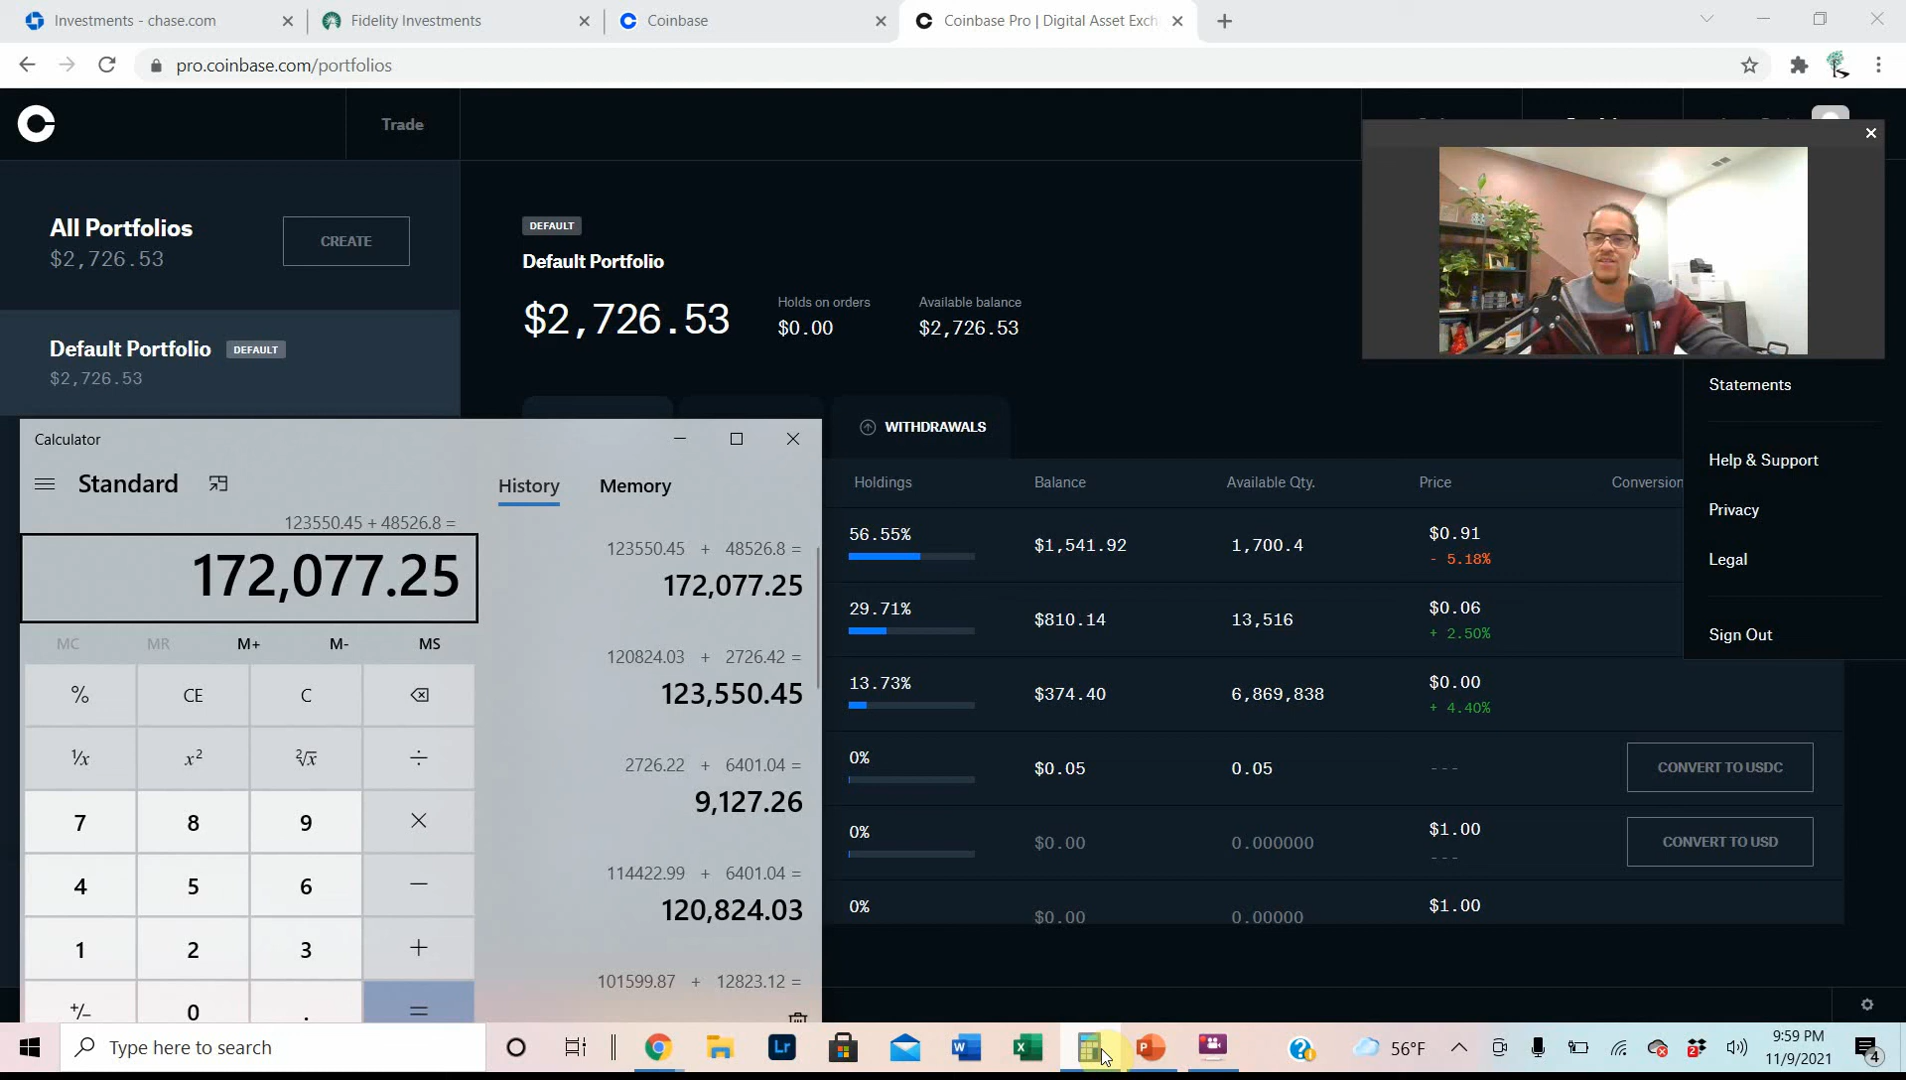 Investments - chase.com
Fidelity Investments
Coinbase
Coinbase Pro | Digital Asset Exch
pro.coinbase.com/portfolios
Trade
All Portfolios
$2,726.53
CREATE
Default Portfolio DEFAULT
$2,726.53
DEFAULT
Default Portfolio
$2,726.53
Holds on orders
$0.00
Available balance
$2,726.53
WITHDRAWALS
Holdings Balance Available Qty. Price Conversion
56.55% $1,541.92 1,700.4 $0.91
- 5.18%
29.71% $810.14 13,516 $0.06
+ 2.50%
13.73% $374.40 6,869,838 $0.00
+ 4.40%
0% $0.05 0.05 --- CONVERT TO USDC
0% $0.00 0.000000 $1.00 CONVERT TO USD
---
0% $0.00 0.000000 $1.00
Statements
Help & Support
Privacy
Legal
Sign Out
Calculator
Standard
History Memory
123550.45 + 48526.8 =
172,077.25
MC MR M+ M- MS
% CE C
⅟x x² ²√x ÷
7 8 9 ×
4 5 6 −
1 2 3 +
+/− 0 . =
123550.45 + 48526.8 =
172,077.25
120824.03 + 2726.42 =
123,550.45
2726.22 + 6401.04 =
9,127.26
114422.99 + 6401.04 =
120,824.03
101599.87 + 12823.12 =
Type here to search
Lr
W
X
P
56°F
2
9:59 PM
11/9/2021
4